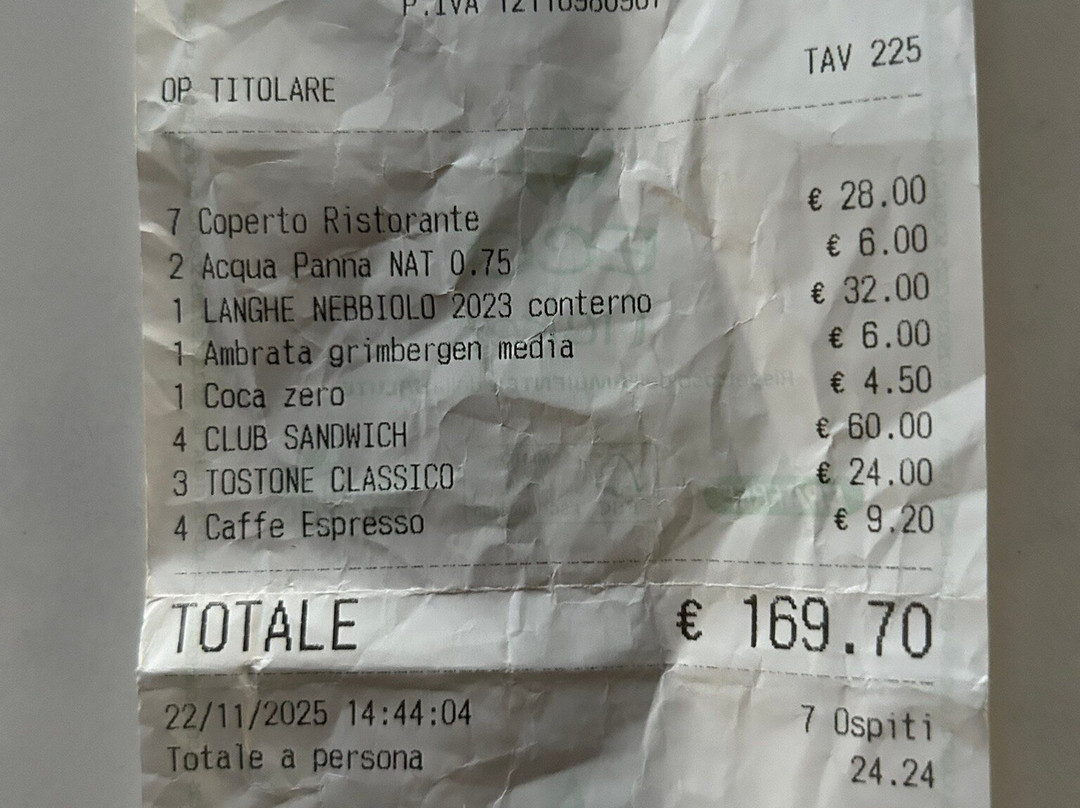 P.IVA
TAV 225
OP TITOLARE
7 Coperto Ristorante € 28.00
2 Acqua Panna NAT 0.75 € 6.00
1 LANGHE NEBBIOLO 2023 conterno € 32.00
1 Ambrata grimbergen media € 6.00
1 Coca zero € 4.50
4 CLUB SANDWICH € 60.00
3 TOSTONE CLASSICO € 24.00
4 Caffe Espresso € 9.20
TOTALE € 169.70
22/11/2025 14:44:04 7 Ospiti
Totale a persona 24.24